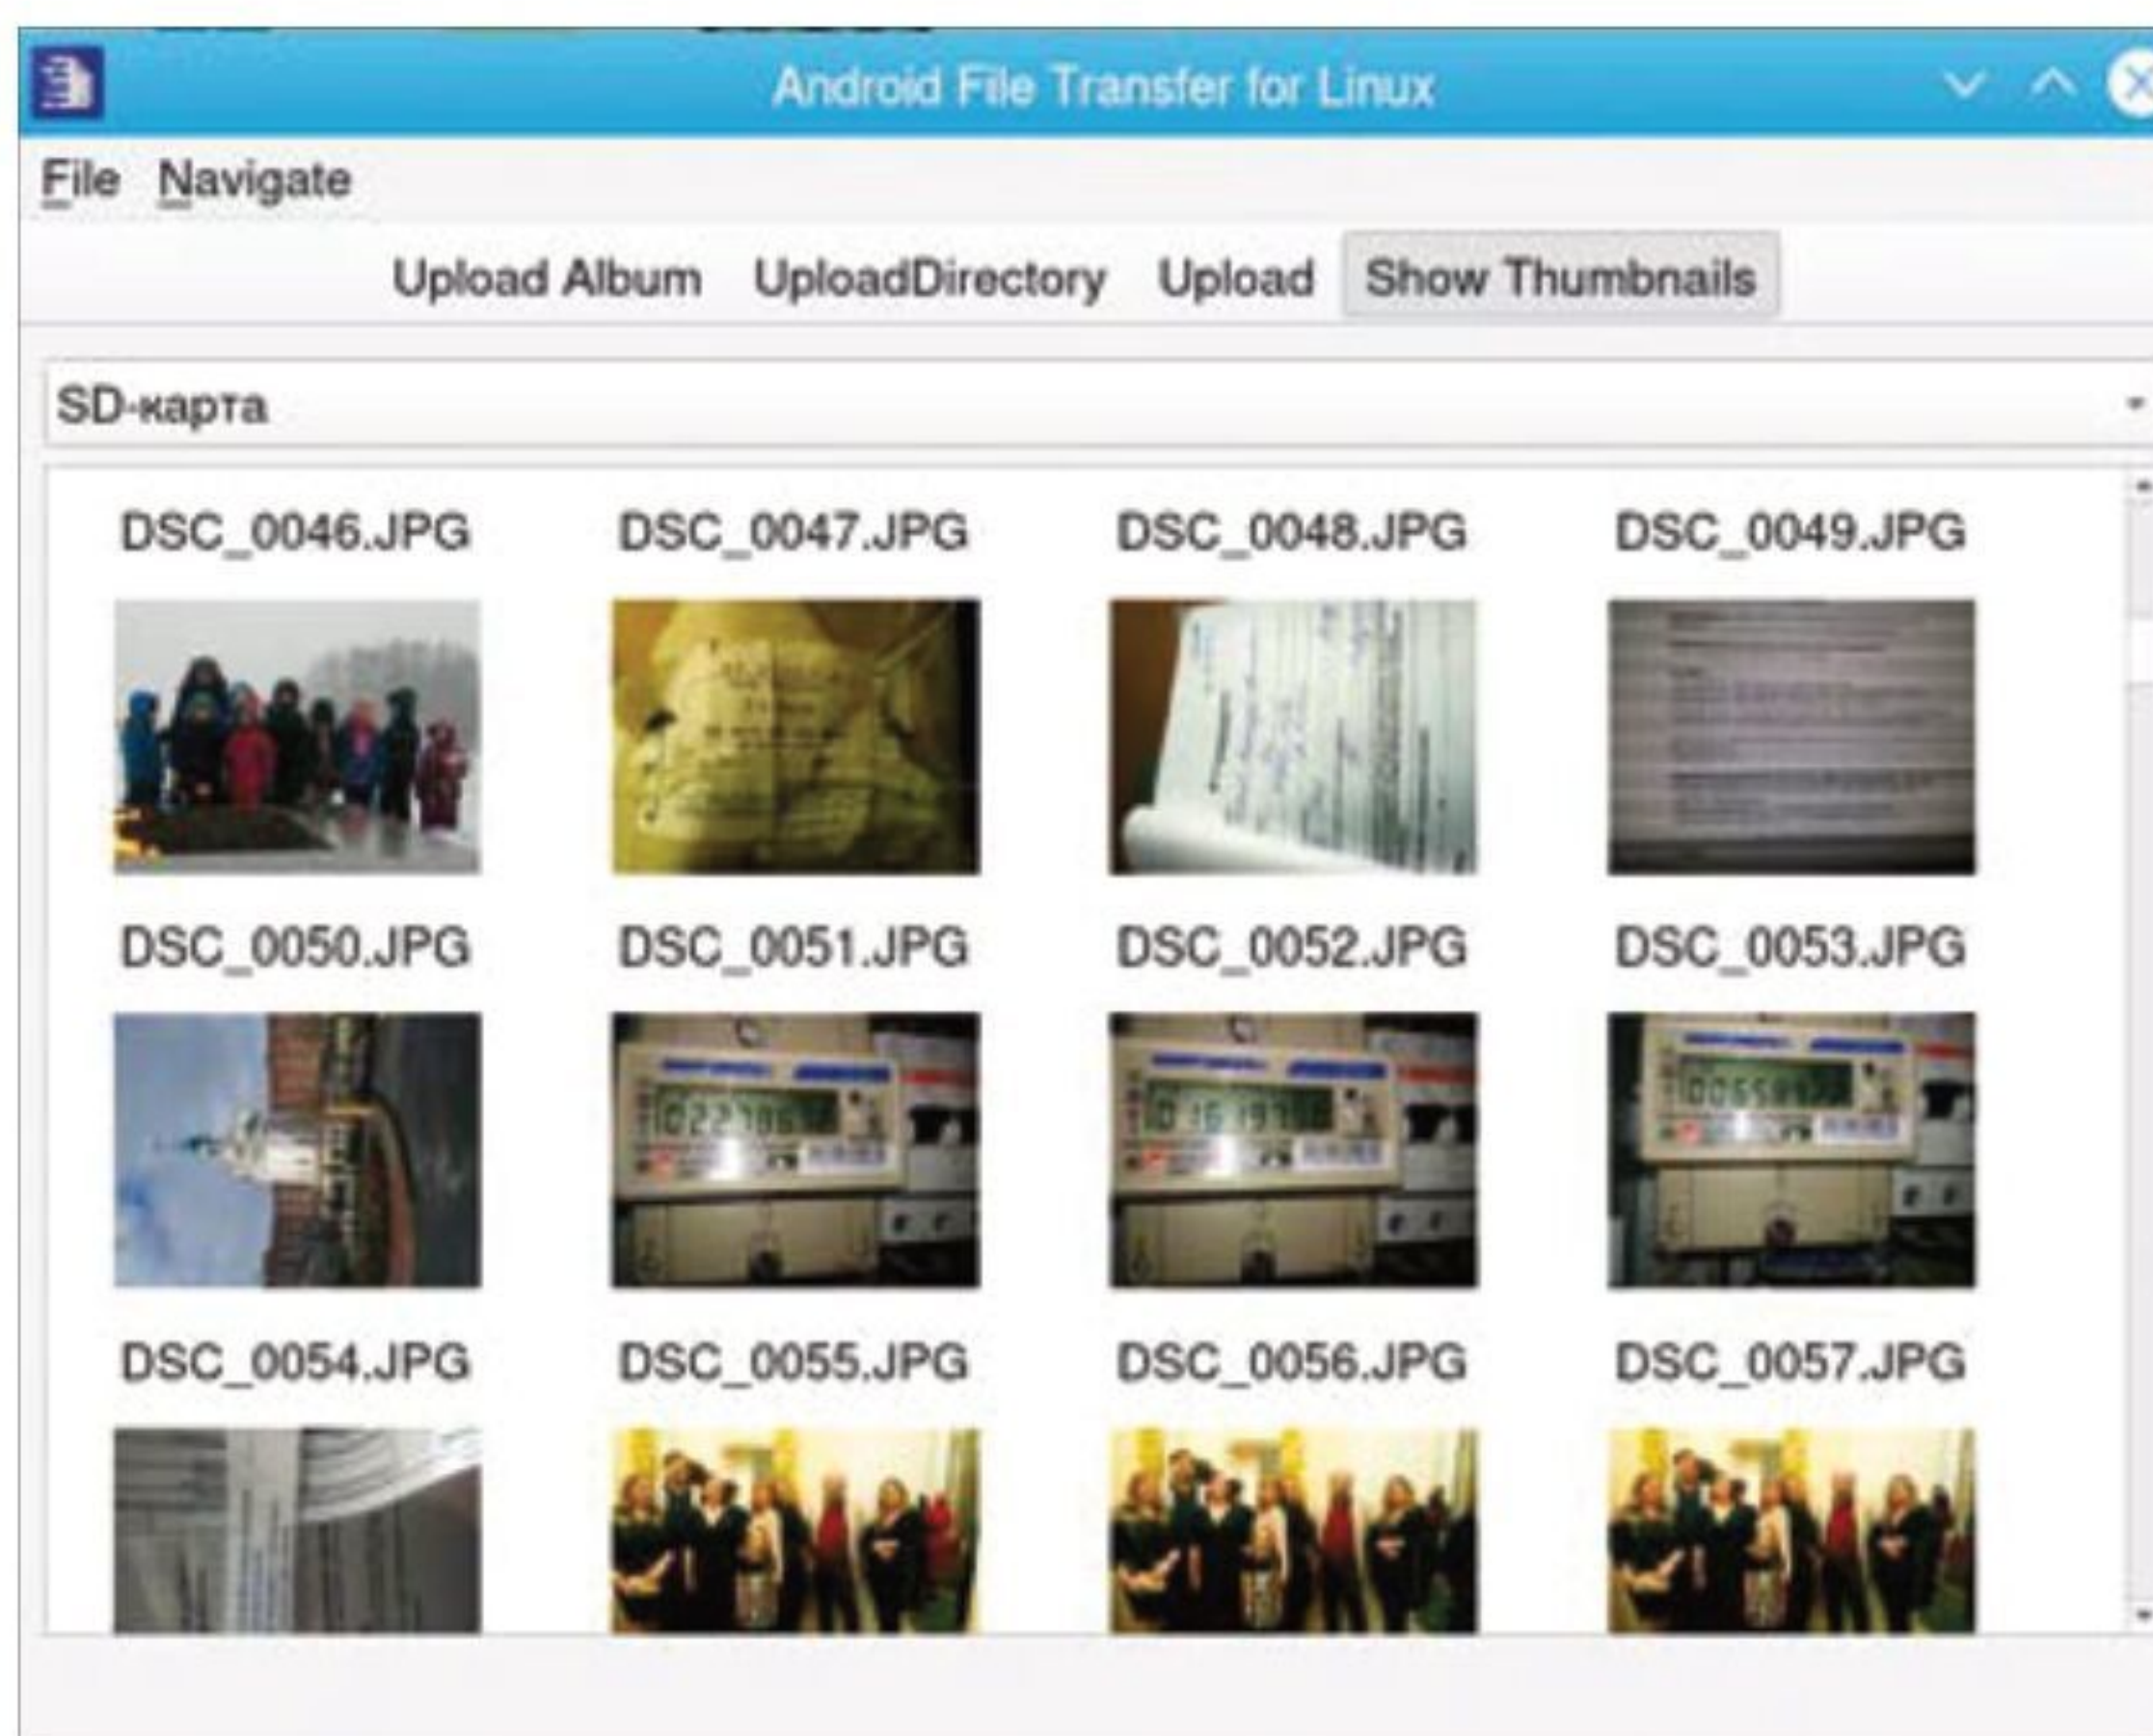 Android File Transfer for Linux
File Navigate
Upload Album UploadDirectory Upload Show Thumbnails
SD-карта
DSC_0046.JPG DSC_0047.JPG DSC_0048.JPG DSC_0049.JPG
DSC_0050.JPG DSC_0051.JPG DSC_0052.JPG DSC_0053.JPG
DSC_0054.JPG DSC_0055.JPG DSC_0056.JPG DSC_0057.JPG